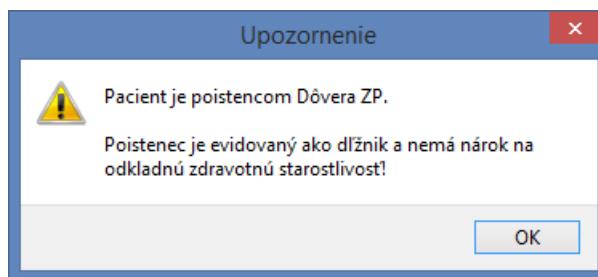 Upozornenie
Pacient je poistencom Dôvera ZP.
Poistenec je evidovaný ako dĺžnik a nemá nárok na
odkladnú zdravotnú starostlivosť!
OK